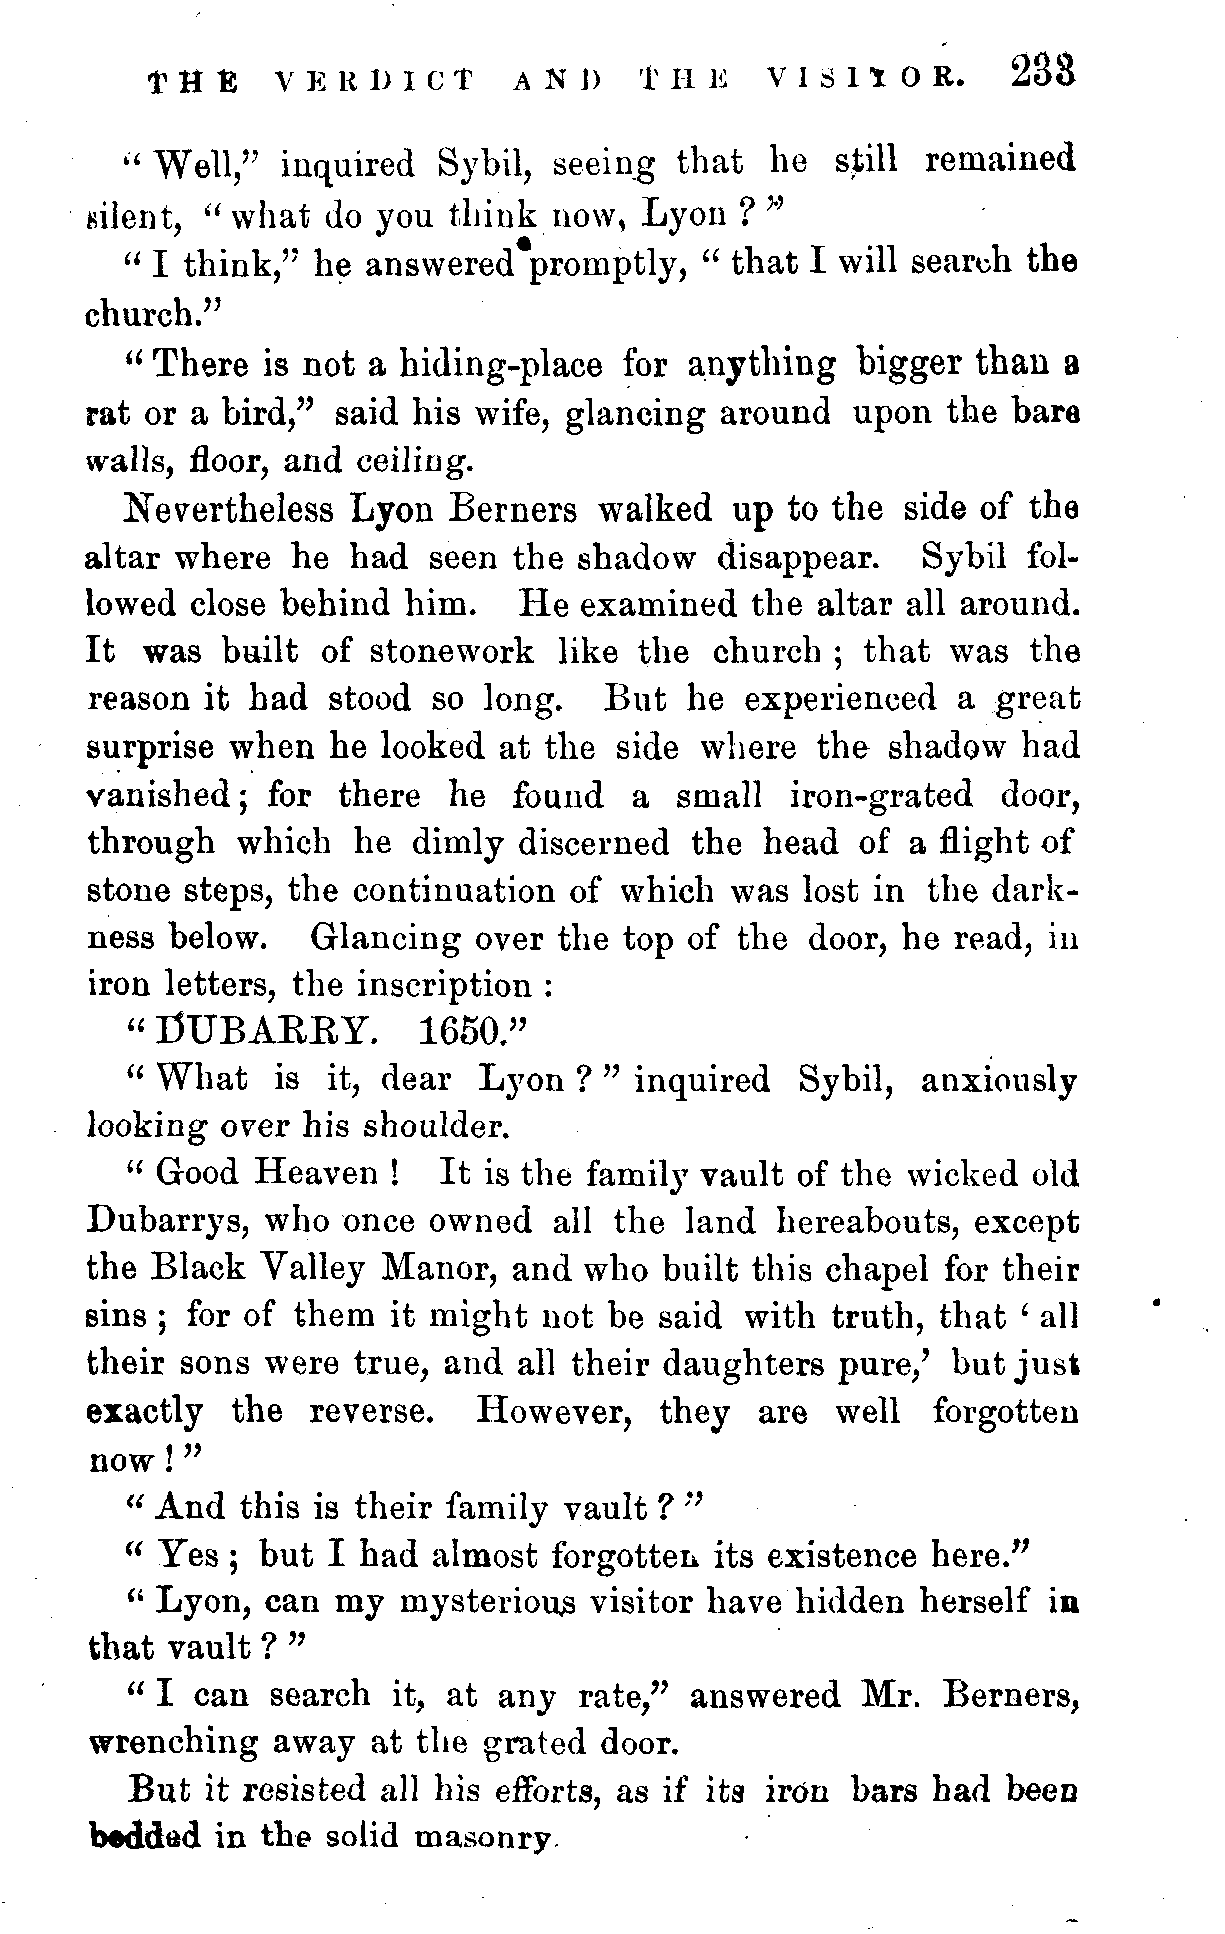 THE VERDICT AND THE VISITOR. 233
“Well,” inquired Sybil, seeing that he still remained
silent, “what do you think now, Lyon?”
“I think,” he answered promptly, “that I will search the
church.”
“There is not a hiding-place for anything bigger than a
rat or a bird,” said his wife, glancing around upon the bare
walls, floor, and ceiling.
Nevertheless Lyon Berners walked up to the side of the
altar where he had seen the shadow disappear. Sybil fol-
lowed close behind him. He examined the altar all around.
It was built of stonework like the church; that was the
reason it had stood so long. But he experienced a great
surprise when he looked at the side where the shadow had
vanished; for there he found a small iron-grated door,
through which he dimly discerned the head of a flight of
stone steps, the continuation of which was lost in the dark-
ness below. Glancing over the top of the door, he read, in
iron letters, the inscription:
“DUBARRY. 1650.”
“What is it, dear Lyon?” inquired Sybil, anxiously
looking over his shoulder.
“Good Heaven! It is the family vault of the wicked old
Dubarrys, who once owned all the land hereabouts, except
the Black Valley Manor, and who built this chapel for their
sins; for of them it might not be said with truth, that ‘all
their sons were true, and all their daughters pure,’ but just
exactly the reverse. However, they are well forgotten
now!”
“And this is their family vault?”
“Yes; but I had almost forgotten its existence here.”
“Lyon, can my mysterious visitor have hidden herself in
that vault?”
“I can search it, at any rate,” answered Mr. Berners,
wrenching away at the grated door.
But it resisted all his efforts, as if its iron bars had been
bedded in the solid masonry.